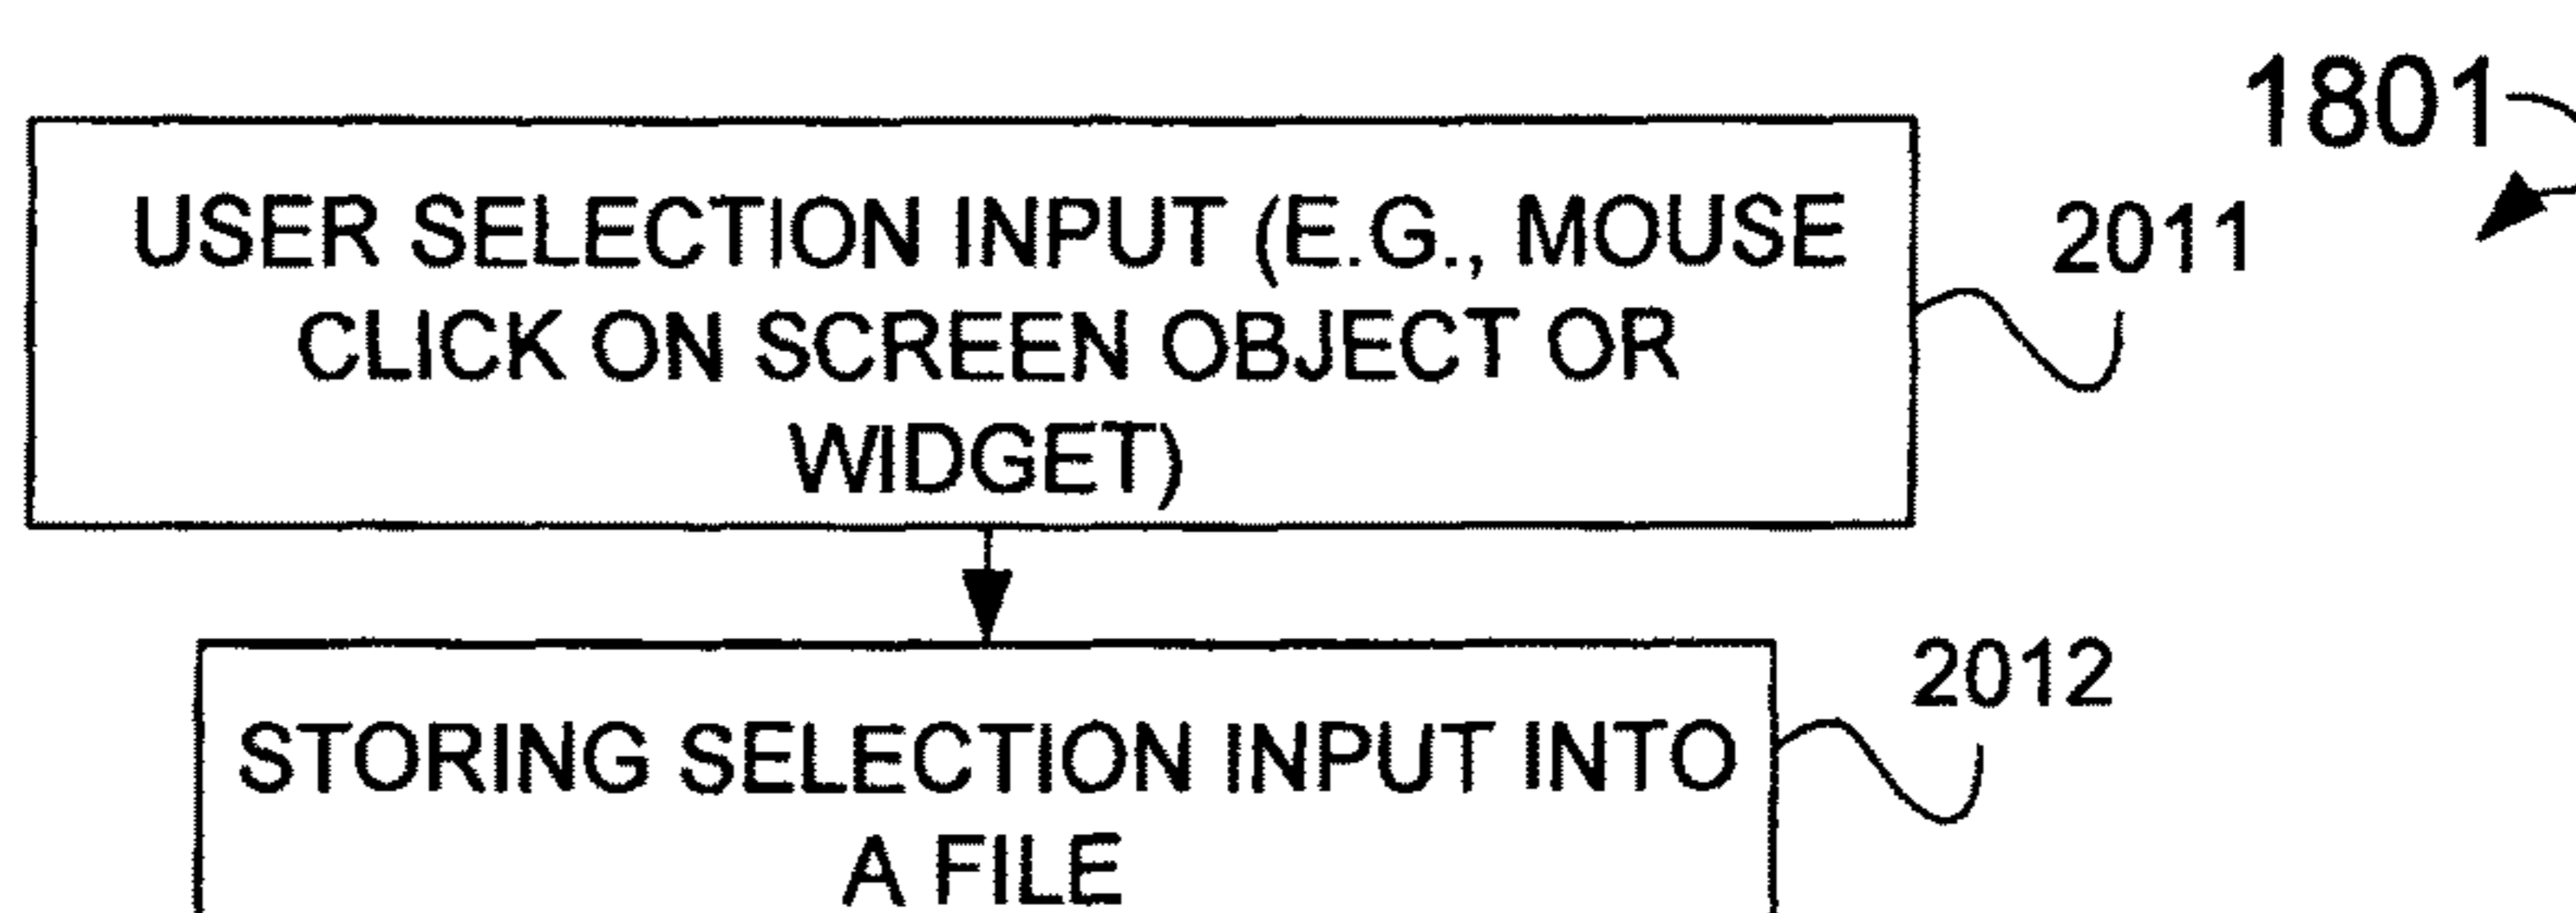 1801
USER SELECTION INPUT (E.G., MOUSE
CLICK ON SCREEN OBJECT OR
WIDGET)
2011
STORING SELECTION INPUT INTO
A FILE
2012